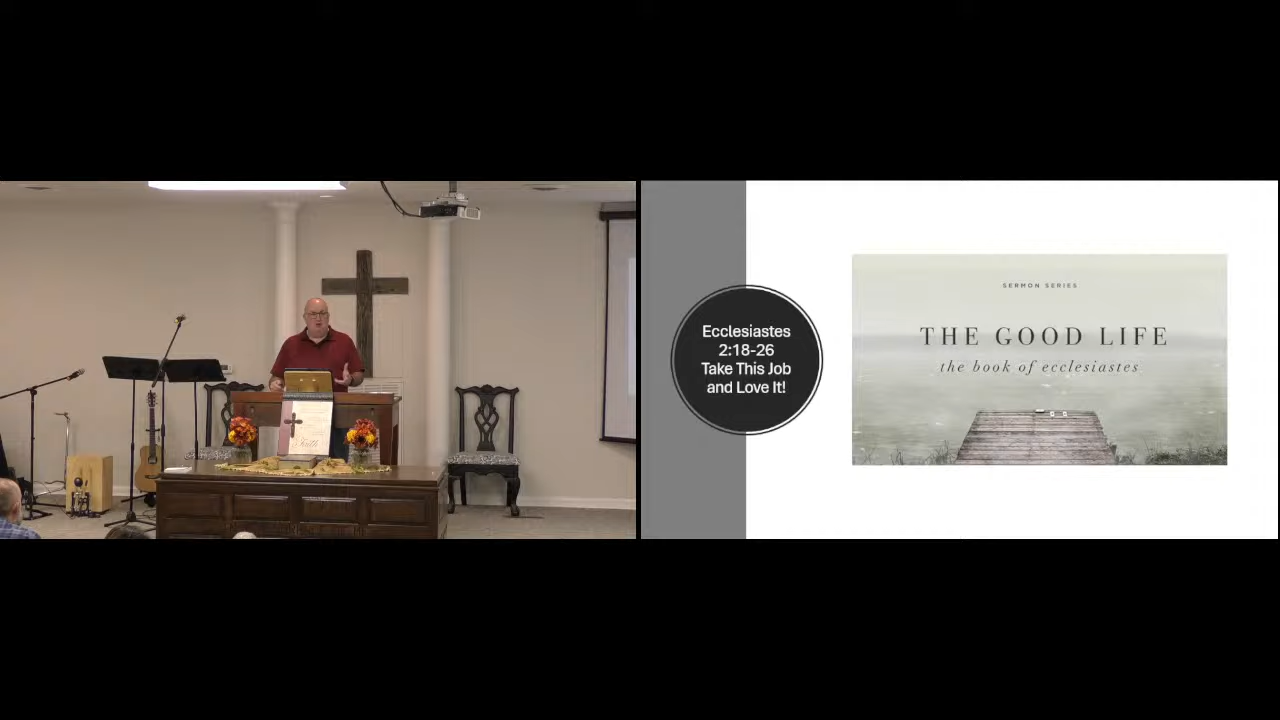 Faith
Ecclesiastes
2:18-26
Take This Job
and Love It!
SERMON SERIES
THE GOOD LIFE
the book of ecclesiastes